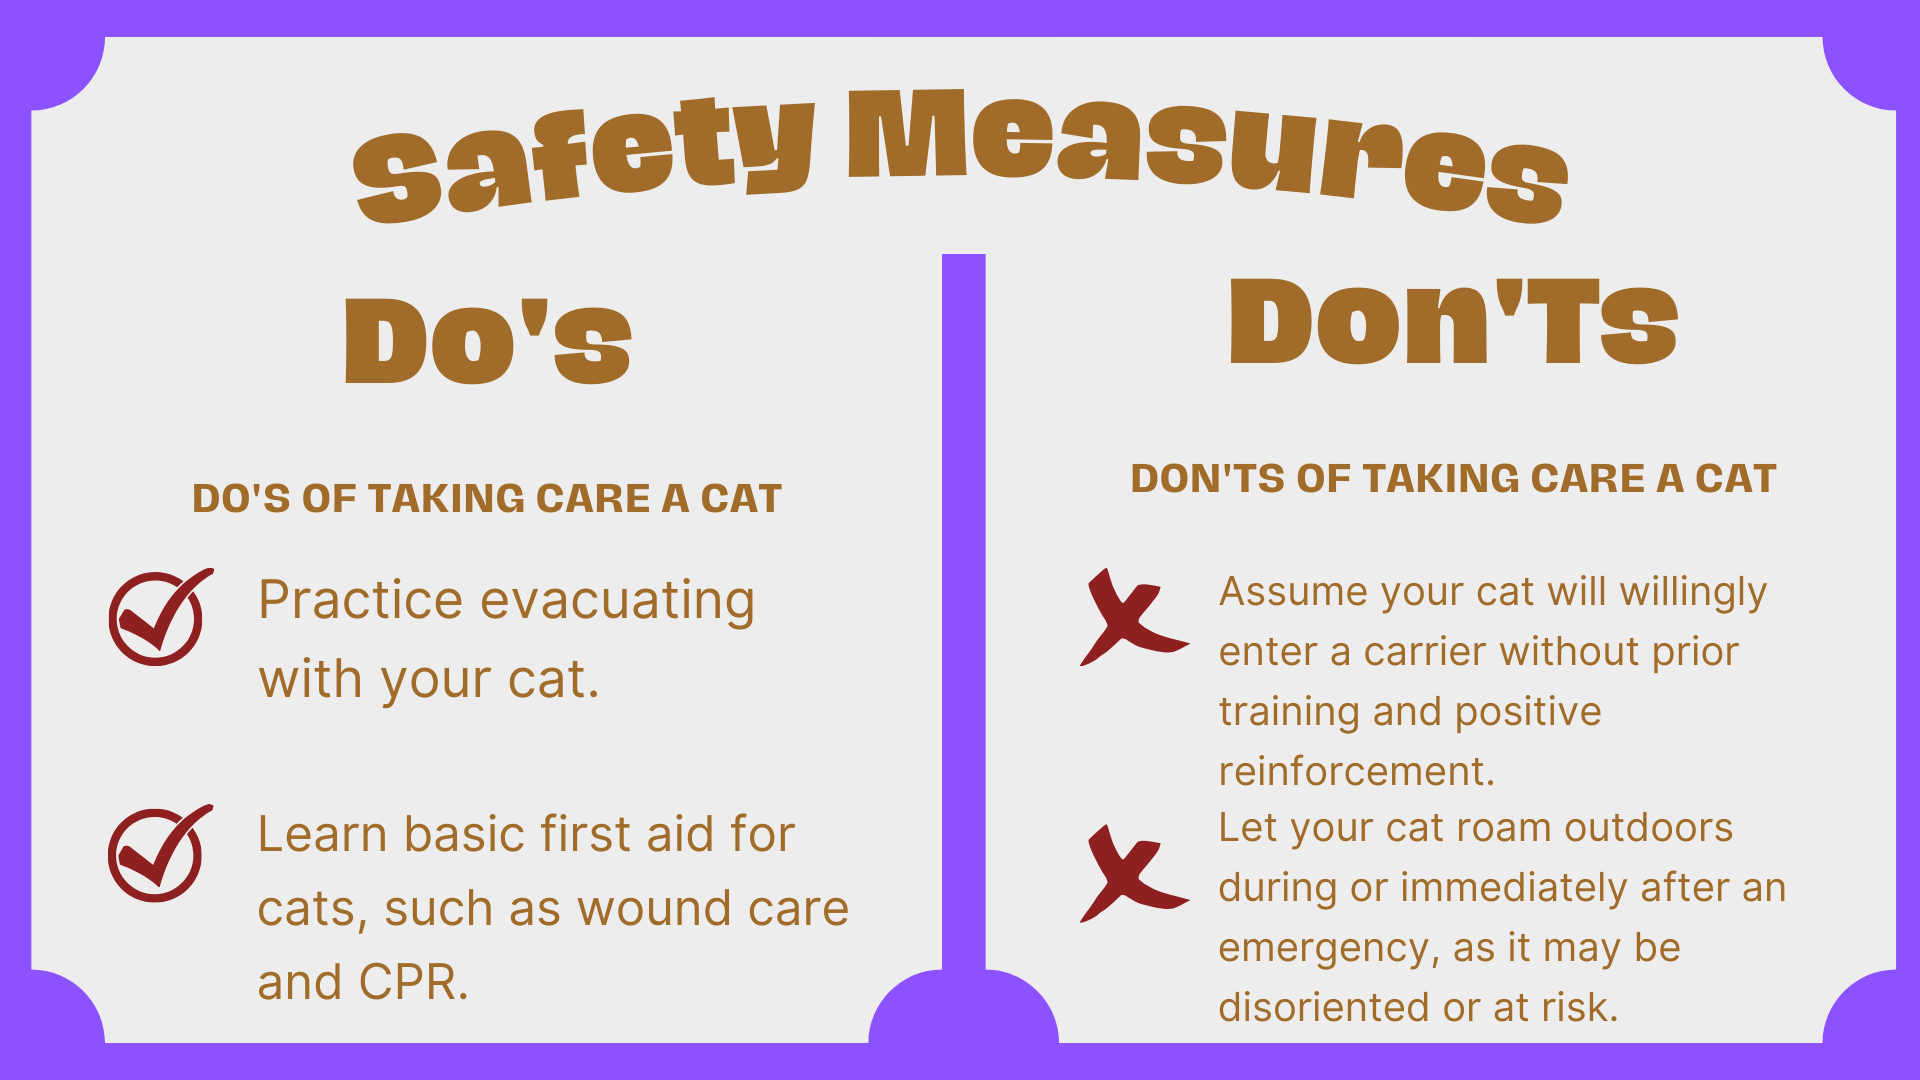 Safety Measures
Do's
DO'S OF TAKING CARE A CAT
Practice evacuating
with your cat.
Learn basic first aid for
cats, such as wound care
and CPR.
Don'Ts
DON'TS OF TAKING CARE A CAT
Assume your cat will willingly
enter a carrier without prior
training and positive
reinforcement.
Let your cat roam outdoors
during or immediately after an
emergency, as it may be
disoriented or at risk.